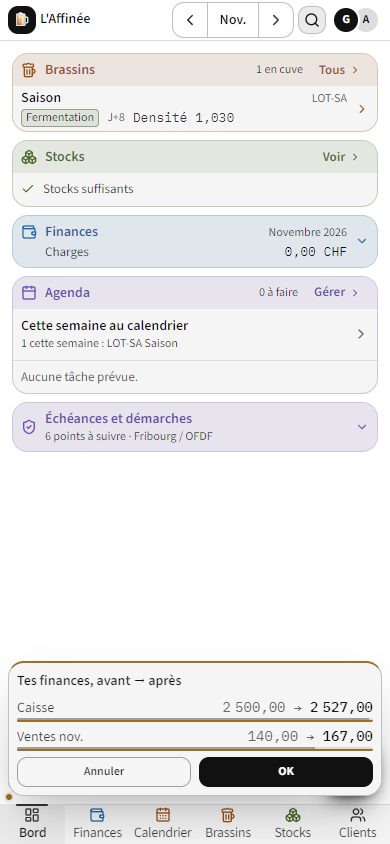 L'Affinée
Nov.
G
A
Brassins
1 en cuve
Tous
Saison
LOT-SA
Fermentation
J+8
Densité 1,030
Stocks
Voir
Stocks suffisants
Finances
Novembre 2026
Charges
0,00 CHF
Agenda
0 à faire
Gérer
Cette semaine au calendrier
1 cette semaine : LOT-SA Saison
Aucune tâche prévue.
Échéances et démarches
6 points à suivre · Fribourg / OFDF
Tes finances, avant → après
Caisse
2 500,00 → 2 527,00
Ventes nov.
140,00 → 167,00
Annuler
OK
Bord
Finances
Calendrier
Brassins
Stocks
Clients